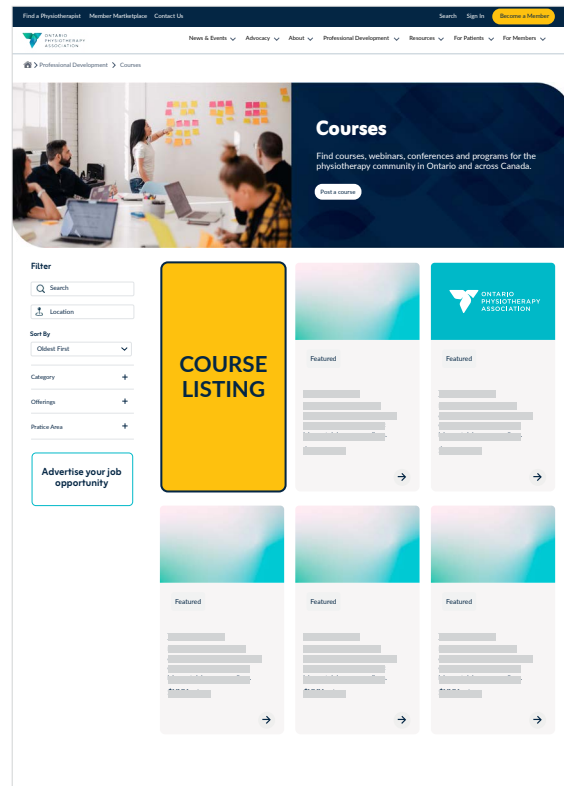 Find a Physiotherapist Member Marketplace Contact Us Search Sign In Become a Member
ONTARIO
PHYSIOTHERAPY
ASSOCIATION
News & Events Advocacy About Professional Development Resources For Patients For Members
Professional Development Courses
Courses
Find courses, webinars, conferences and programs for the
physiotherapy community in Ontario and across Canada.
Post a course
Filter
Search
Location
Sort By
Oldest First
Category
Offerings
Pratice Area
Advertise your job
opportunity
COURSE
LISTING
Featured
ONTARIO
PHYSIOTHERAPY
ASSOCIATION
Featured
Featured
Featured
Featured